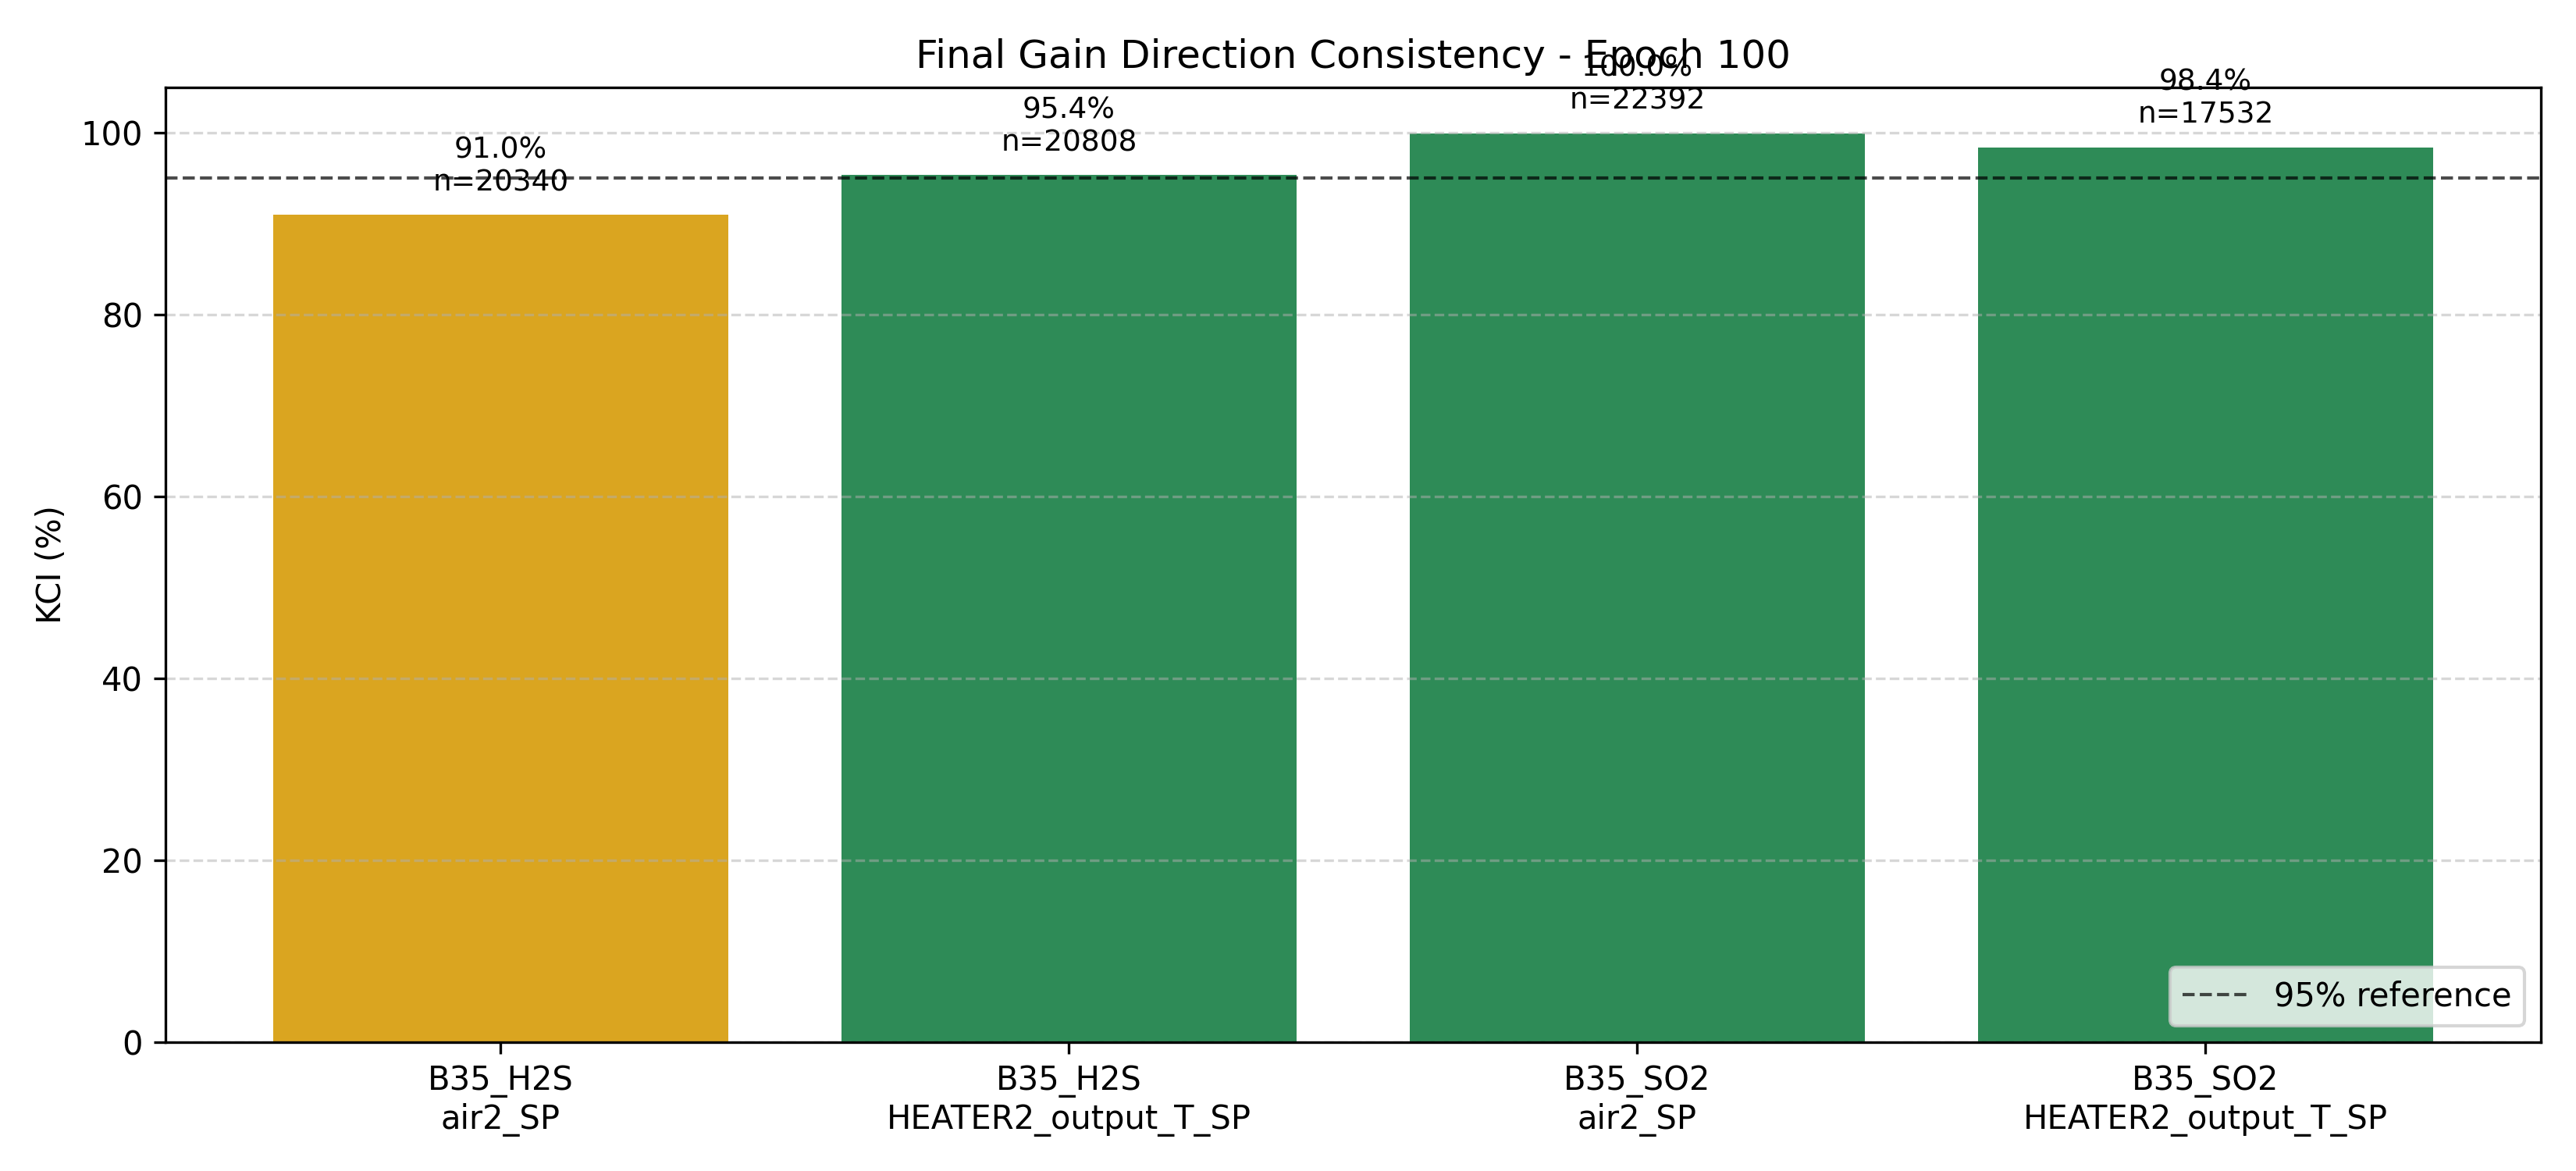 Final Gain Direction Consistency - Epoch 100
KCI (%)
100
80
60
40
20
0
91.0%
n=20340
95.4%
n=20808
100.0%
n=22392
98.4%
n=17532
95% reference
B35_H2S
air2_SP
B35_H2S
HEATER2_output_T_SP
B35_SO2
air2_SP
B35_SO2
HEATER2_output_T_SP